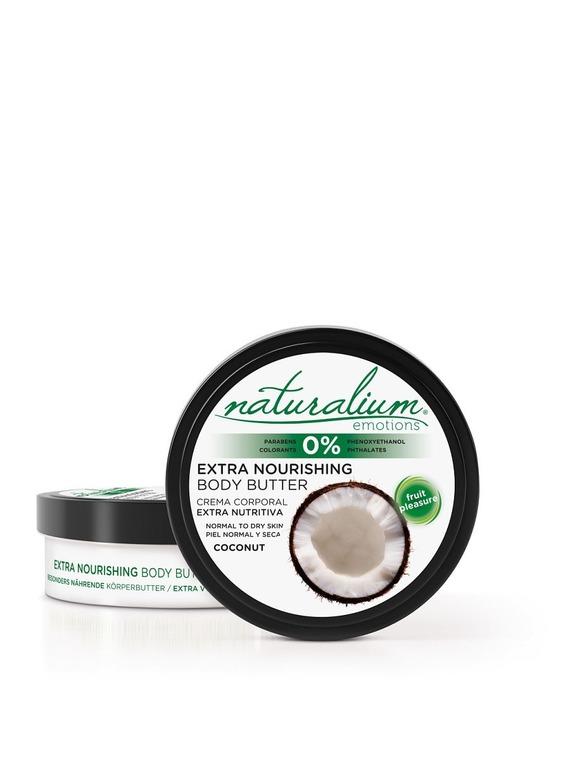 naturalium®
emotions
PARABENS
COLORANTS
0%
PHENOXYETHANOL
PHTHALATES
EXTRA NOURISHING
BODY BUTTER
CREMA CORPORAL
EXTRA NUTRITIVA
NORMAL TO DRY SKIN
PIEL NORMAL Y SECA
COCONUT
fruit
pleasure
EXTRA NOURISHING BODY BUT
BESONDERS NÄHRENDE KÖRPERBUTTER / EXTRA V